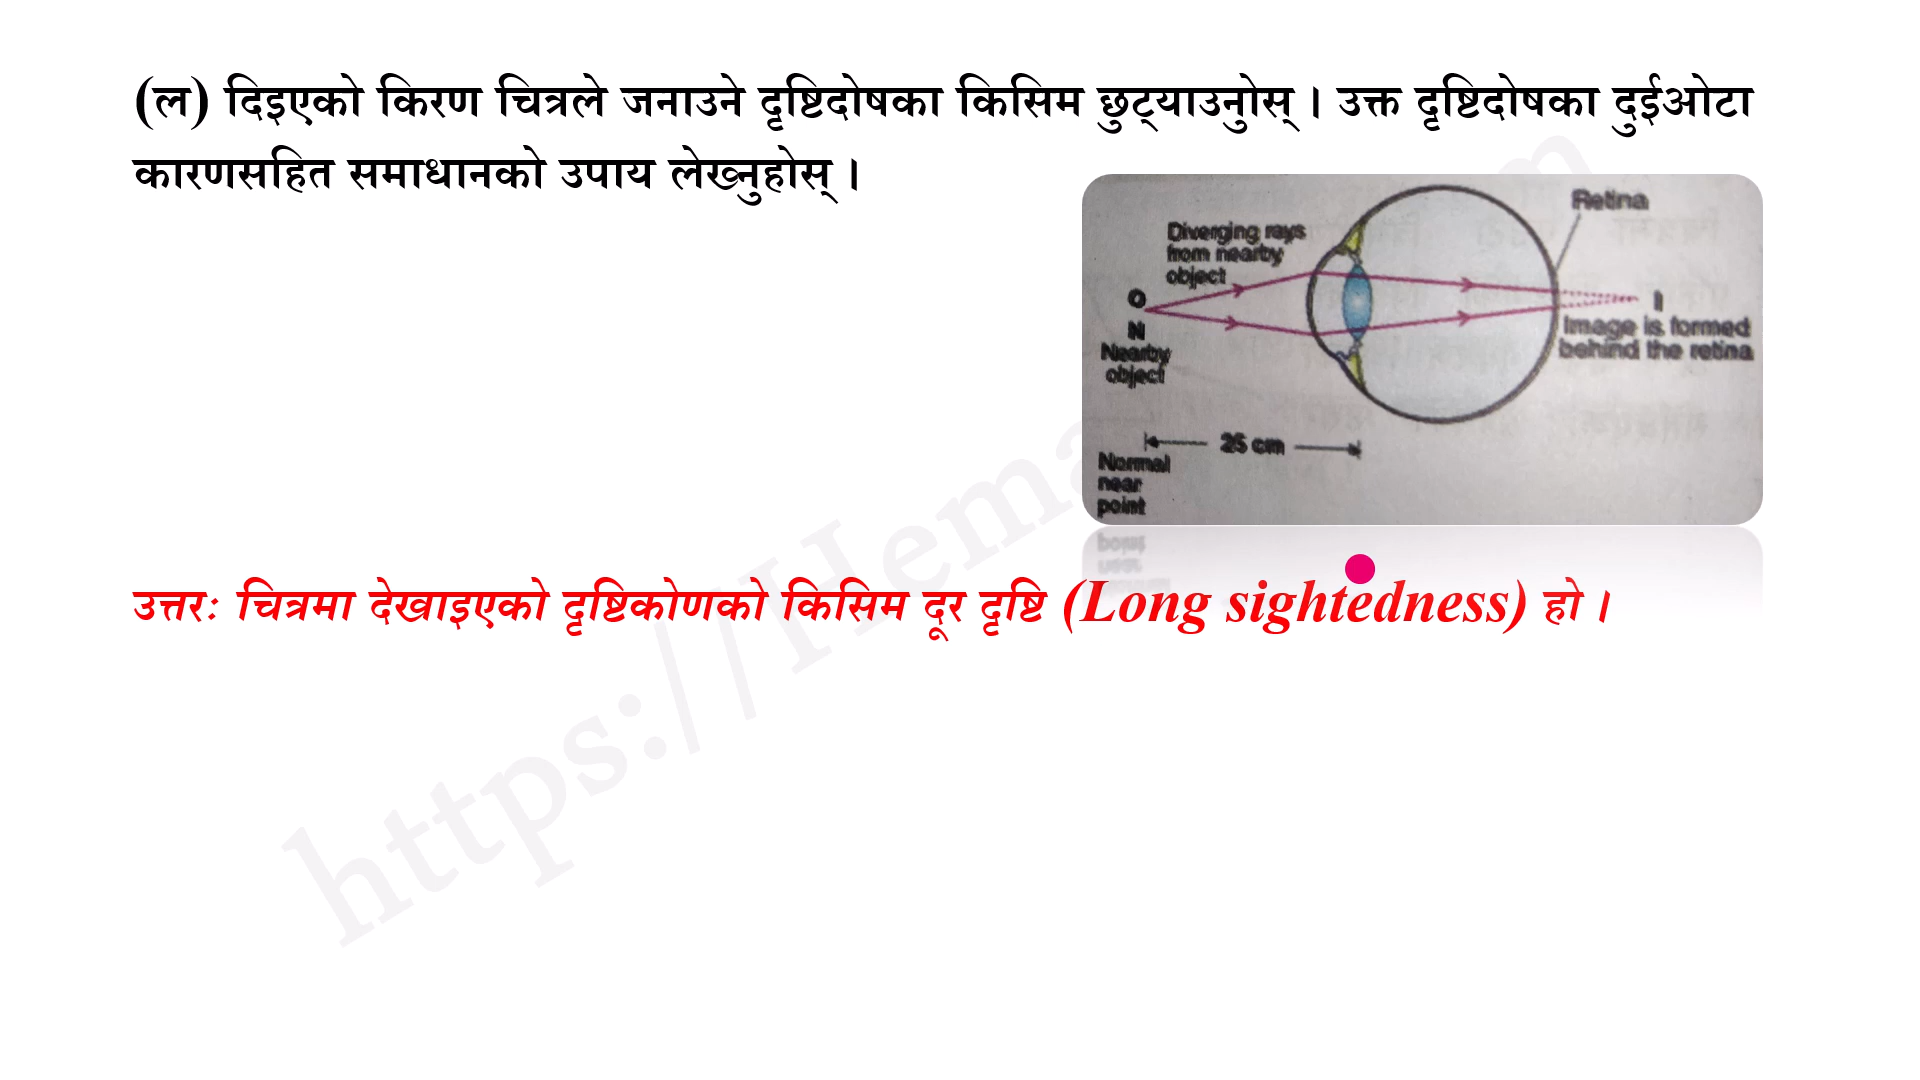 (ल) दिइएको किरण चित्रले जनाउने दृष्टिदोषका किसिम छुट्याउनुोस् । उक्त दृष्टिदोषका दुईओटा
कारणसहित समाधानको उपाय लेख्नुहोस् ।
Retina
Diverging rays
from nearby
object
O
I
N
Nearby
object
Image is formed
behind the retina
25 cm
Normal
near
point
उत्तरः चित्रमा देखाइएको दृष्टिकोणको किसिम दूर दृष्टि (Long sightedness) हो ।
https://Hema